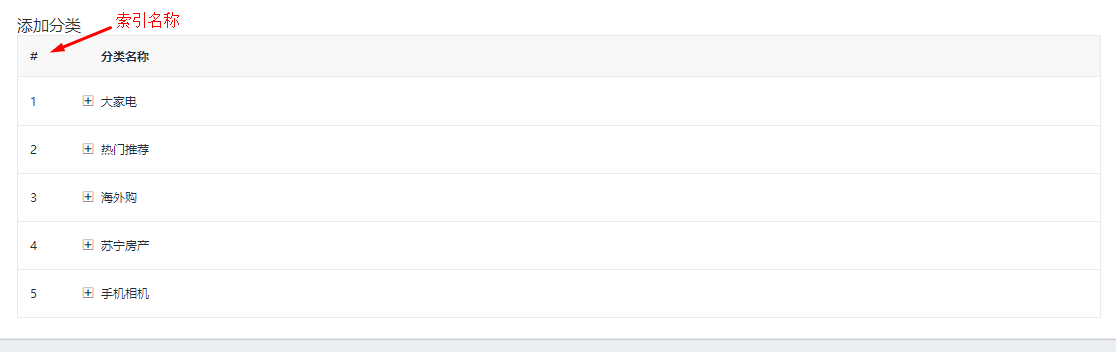 添加分类
索引名称
# 分类名称
1 大家电
2 热门推荐
3 海外购
4 苏宁房产
5 手机相机